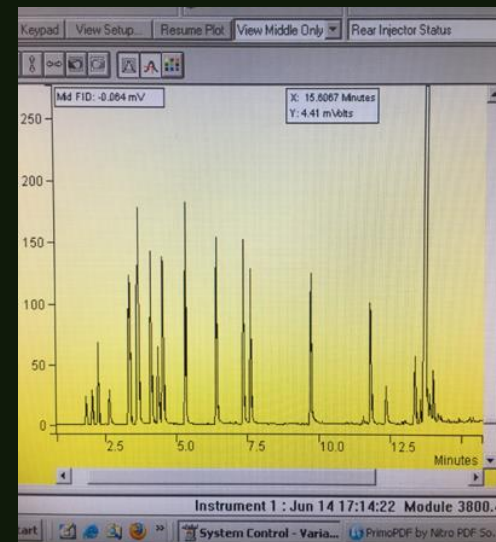 Keypad View Setup... Resume Plot View Middle Only Rear Injector Status
Mid FID: -0.064 mV
X: 15.6067 Minutes
Y: 4.41 mVolts
250
200
150
100
50
0
2.5 5.0 7.5 10.0 12.5
Minutes
Instrument 1 : Jun 14 17:14:22 Module 3800.
tart » System Control - Varia... PrimoPDF by Nitro PDF So